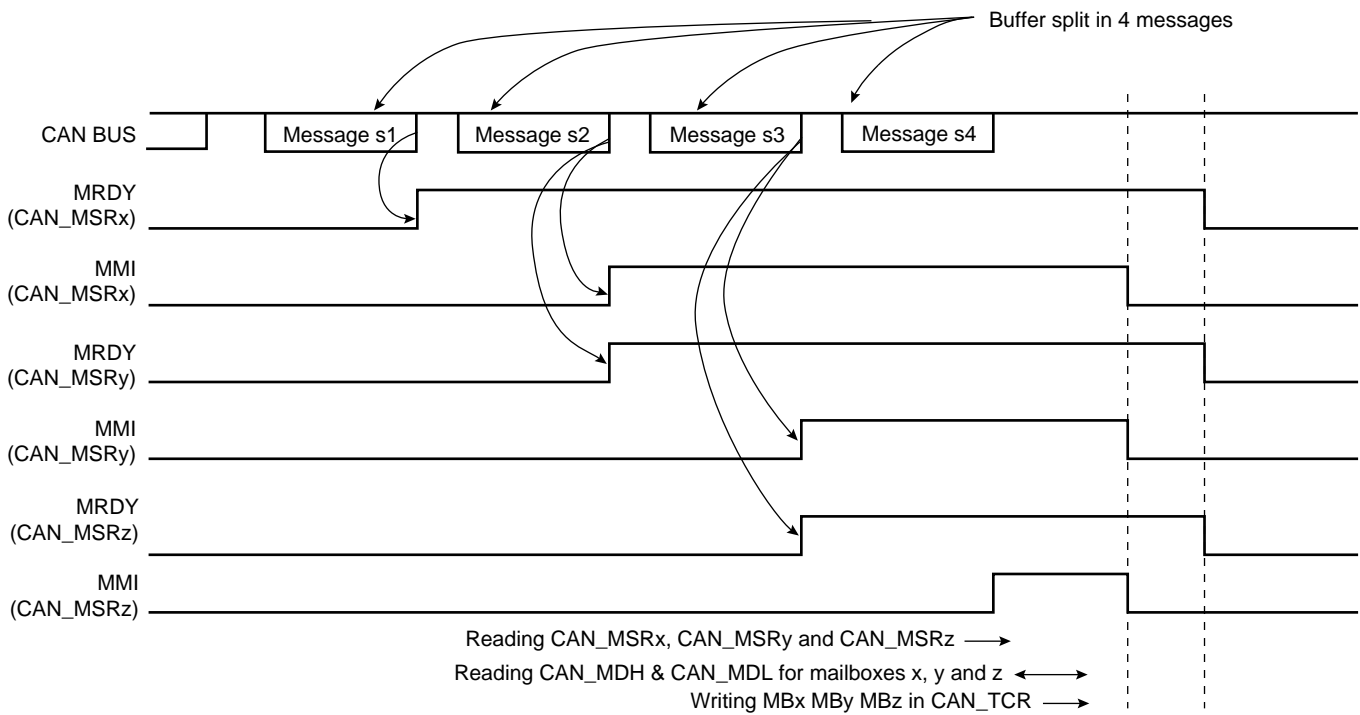 Buffer split in 4 messages
CAN BUS
Message s1
Message s2
Message s3
Message s4
MRDY
(CAN_MSRx)
MMI
(CAN_MSRx)
MRDY
(CAN_MSRy)
MMI
(CAN_MSRy)
MRDY
(CAN_MSRz)
MMI
(CAN_MSRz)
Reading CAN_MSRx, CAN_MSRy and CAN_MSRz
Reading CAN_MDH & CAN_MDL for mailboxes x, y and z
Writing MBx MBy MBz in CAN_TCR